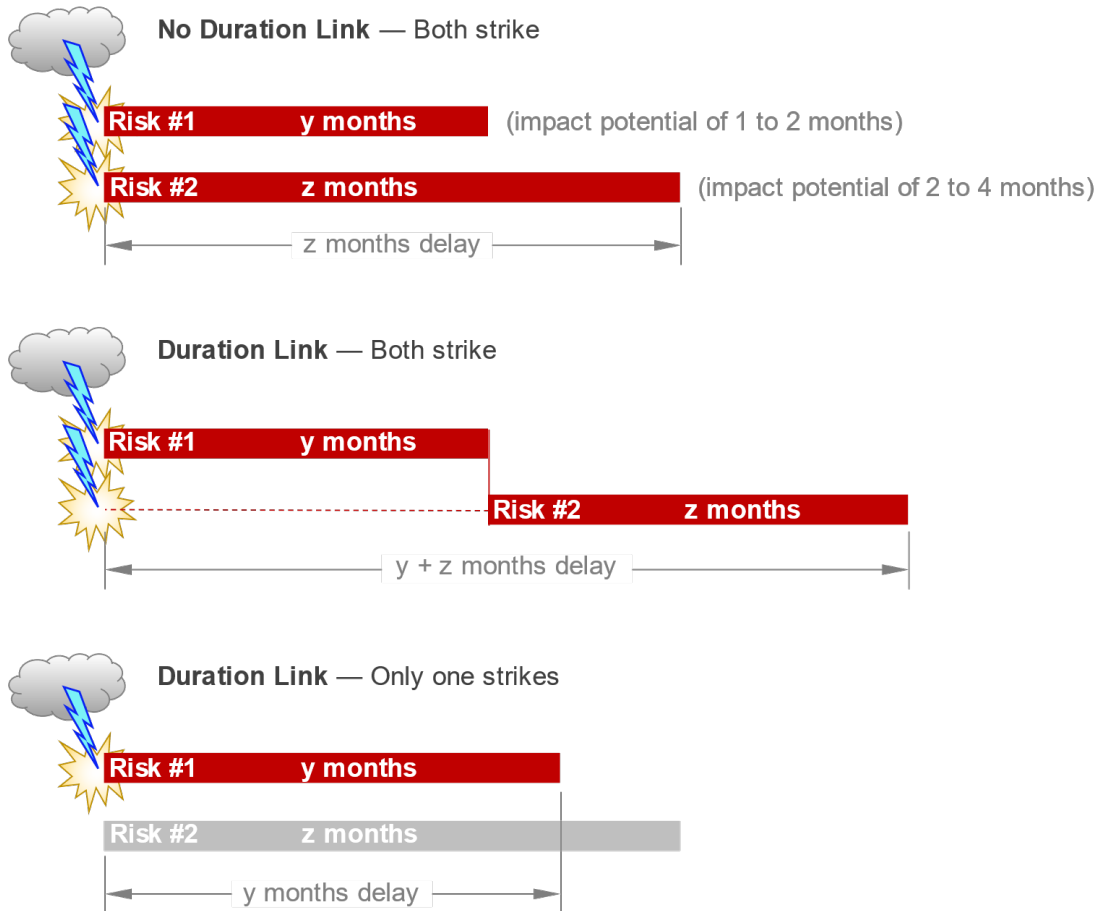 No Duration Link — Both strike
Risk #1 y months (impact potential of 1 to 2 months)
Risk #2 z months (impact potential of 2 to 4 months)
z months delay
Duration Link — Both strike
Risk #1 y months
Risk #2 z months
y + z months delay
Duration Link — Only one strikes
Risk #1 y months
Risk #2 z months
y months delay